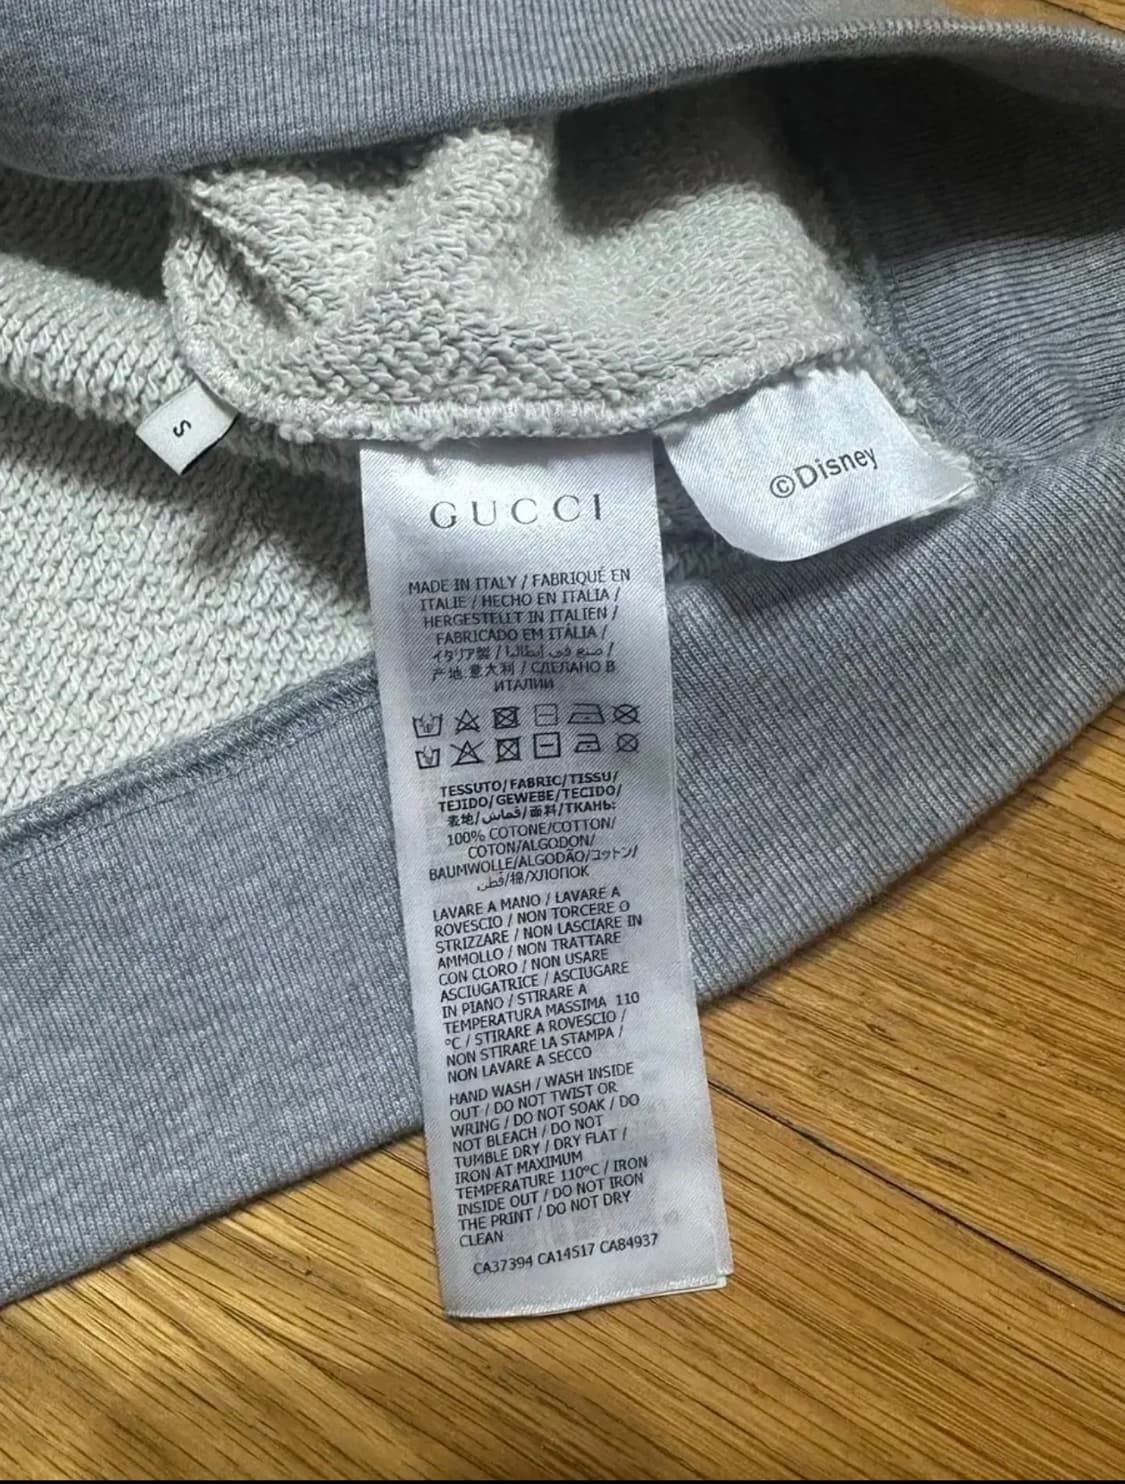 S
©Disney
GUCCI
MADE IN ITALY / FABRIQUÉ EN
ITALIE / HECHO EN ITALIA /
HERGESTELLT IN ITALIEN /
FABRICADO EM ITÁLIA /
イタリア製 / صنع في إيطاليا /
产地 意大利 / СДЕЛАНО В
ИТАЛИИ
TESSUTO/FABRIC/TISSU/
TEJIDO/GEWEBE/TECIDO/
表地/قماش/面料/ТКАНЬ:
100% COTONE/COTTON/
COTON/ALGODON/
BAUMWOLLE/ALGODÃO/コットン/
قطن/棉/ХЛОПОК
LAVARE A MANO / LAVARE A
ROVESCIO / NON TORCERE O
STRIZZARE / NON LASCIARE IN
AMMOLLO / NON TRATTARE
CON CLORO / NON USARE
ASCIUGATRICE / ASCIUGARE
IN PIANO / STIRARE A
TEMPERATURA MASSIMA 110
°C / STIRARE A ROVESCIO /
NON STIRARE LA STAMPA /
NON LAVARE A SECCO
HAND WASH / WASH INSIDE
OUT / DO NOT TWIST OR
WRING / DO NOT SOAK / DO
NOT BLEACH / DO NOT
TUMBLE DRY / DRY FLAT /
IRON AT MAXIMUM
TEMPERATURE 110°C / IRON
INSIDE OUT / DO NOT IRON
THE PRINT / DO NOT DRY
CLEAN
CA37394 CA14517 CA84937